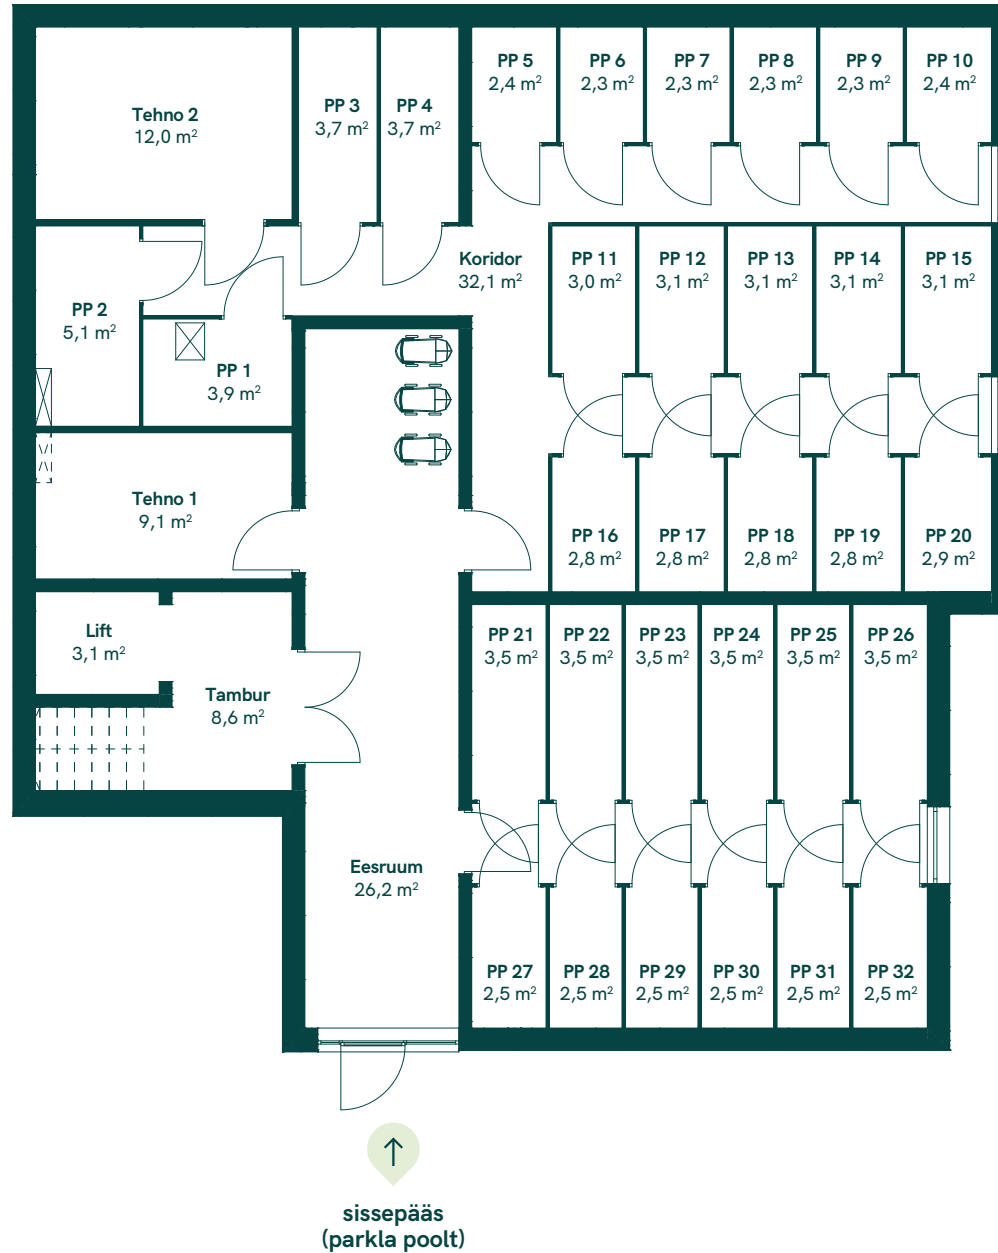 PP 5
2,4 m²
PP 6
2,3 m²
PP 7
2,3 m²
PP 8
2,3 m²
PP 9
2,3 m²
PP 10
2,4 m²
Tehno 2
12,0 m²
PP 3
3,7 m²
PP 4
3,7 m²
Koridor
32,1 m²
PP 11
3,0 m²
PP 12
3,1 m²
PP 13
3,1 m²
PP 14
3,1 m²
PP 15
3,1 m²
PP 2
5,1 m²
PP 1
3,9 m²
Tehno 1
9,1 m²
PP 16
2,8 m²
PP 17
2,8 m²
PP 18
2,8 m²
PP 19
2,8 m²
PP 20
2,9 m²
Lift
3,1 m²
Tambur
8,6 m²
PP 21
3,5 m²
PP 22
3,5 m²
PP 23
3,5 m²
PP 24
3,5 m²
PP 25
3,5 m²
PP 26
3,5 m²
Eesruum
26,2 m²
PP 27
2,5 m²
PP 28
2,5 m²
PP 29
2,5 m²
PP 30
2,5 m²
PP 31
2,5 m²
PP 32
2,5 m²
sissepääs
(parkla poolt)